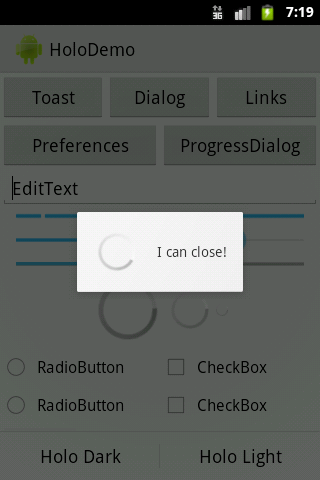 7:19
HoloDemo
Toast Dialog Links
Preferences ProgressDialog
EditText
I can close!
RadioButton CheckBox
RadioButton CheckBox
Holo Dark Holo Light